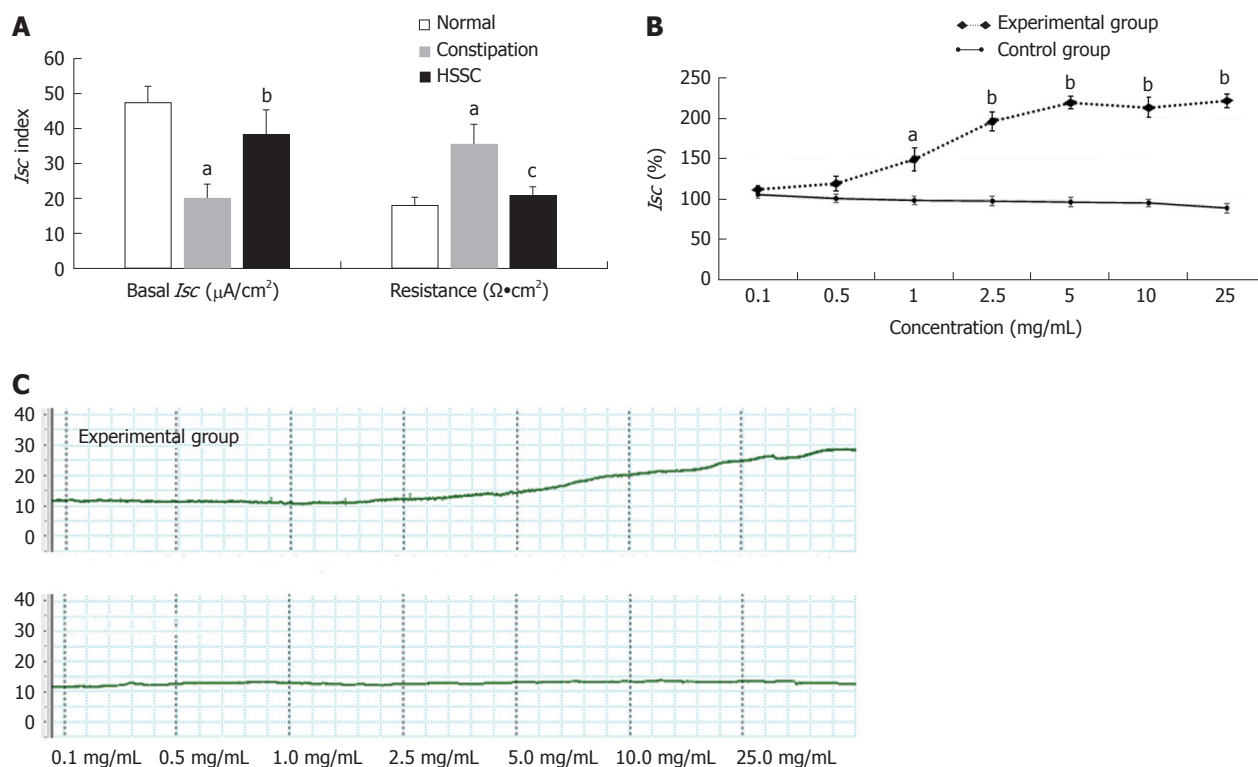 A
Normal
Constipation
HSSC
60
50
40
30
20
10
0
Isc index
a
b
a
c
Basal Isc (μA/cm²)
Resistance (Ω•cm²)
B
Experimental group
Control group
250
200
150
100
50
0
Isc (%)
a
b
b
b
b
0.1 0.5 1 2.5 5 10 25
Concentration (mg/mL)
C
40
30
20
10
0
Experimental group
40
30
20
10
0
0.1 mg/mL 0.5 mg/mL 1.0 mg/mL 2.5 mg/mL 5.0 mg/mL 10.0 mg/mL 25.0 mg/mL